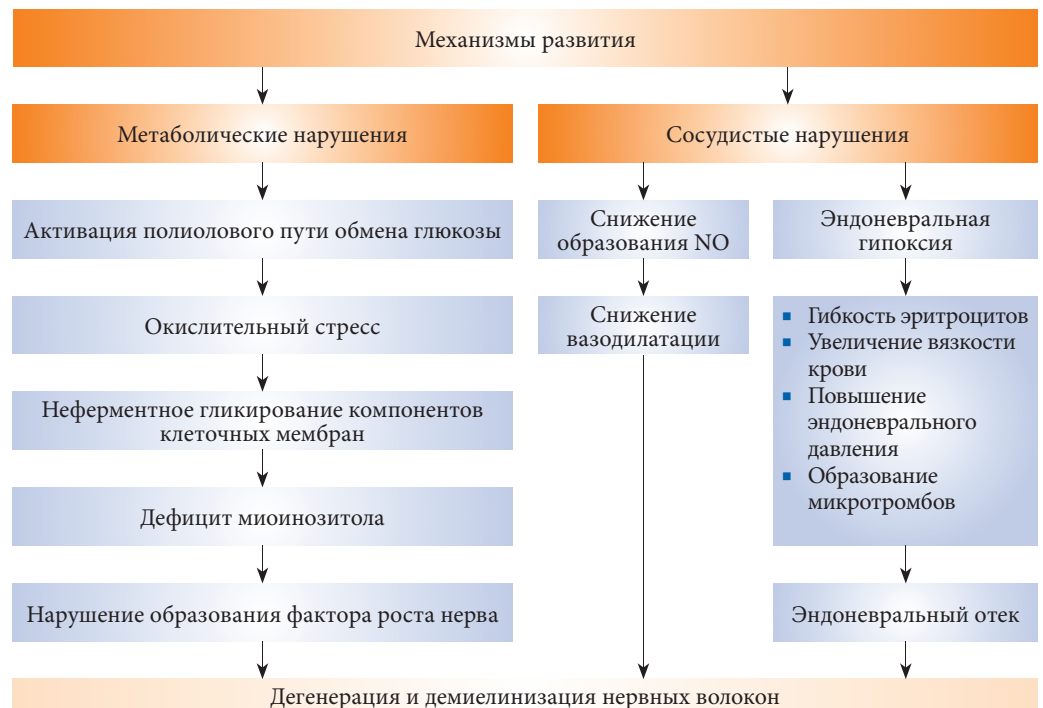 Механизмы развития
Метаболические нарушения
Активация полиолового пути обмена глюкозы
Окислительный стресс
Неферментное гликирование компонентов
клеточных мембран
Дефицит миоинозитола
Нарушение образования фактора роста нерва
Сосудистые нарушения
Снижение
образования NO
Снижение
вазодилатации
Эндоневральная
гипоксия
▪ Гибкость эритроцитов
▪ Увеличение вязкости
крови
▪ Повышение
эндоневрального
давления
▪ Образование
микротромбов
Эндоневральный отек
Дегенерация и демиелинизация нервных волокон